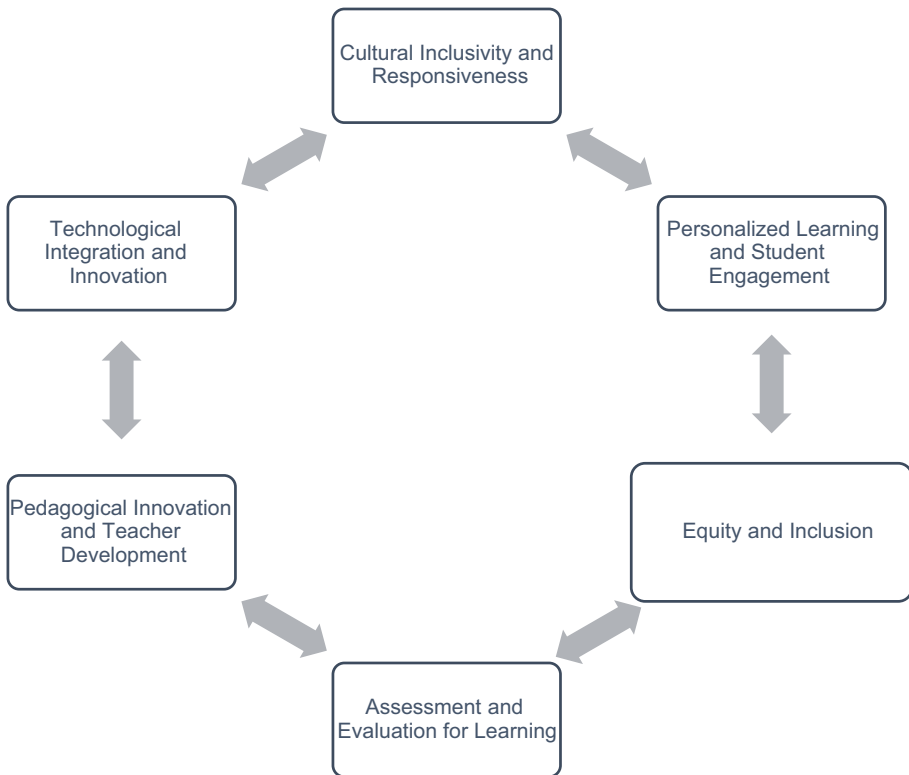 Cultural Inclusivity and
Responsiveness
Technological
Integration and
Innovation
Personalized Learning
and Student
Engagement
Pedagogical Innovation
and Teacher
Development
Equity and Inclusion
Assessment and
Evaluation for Learning